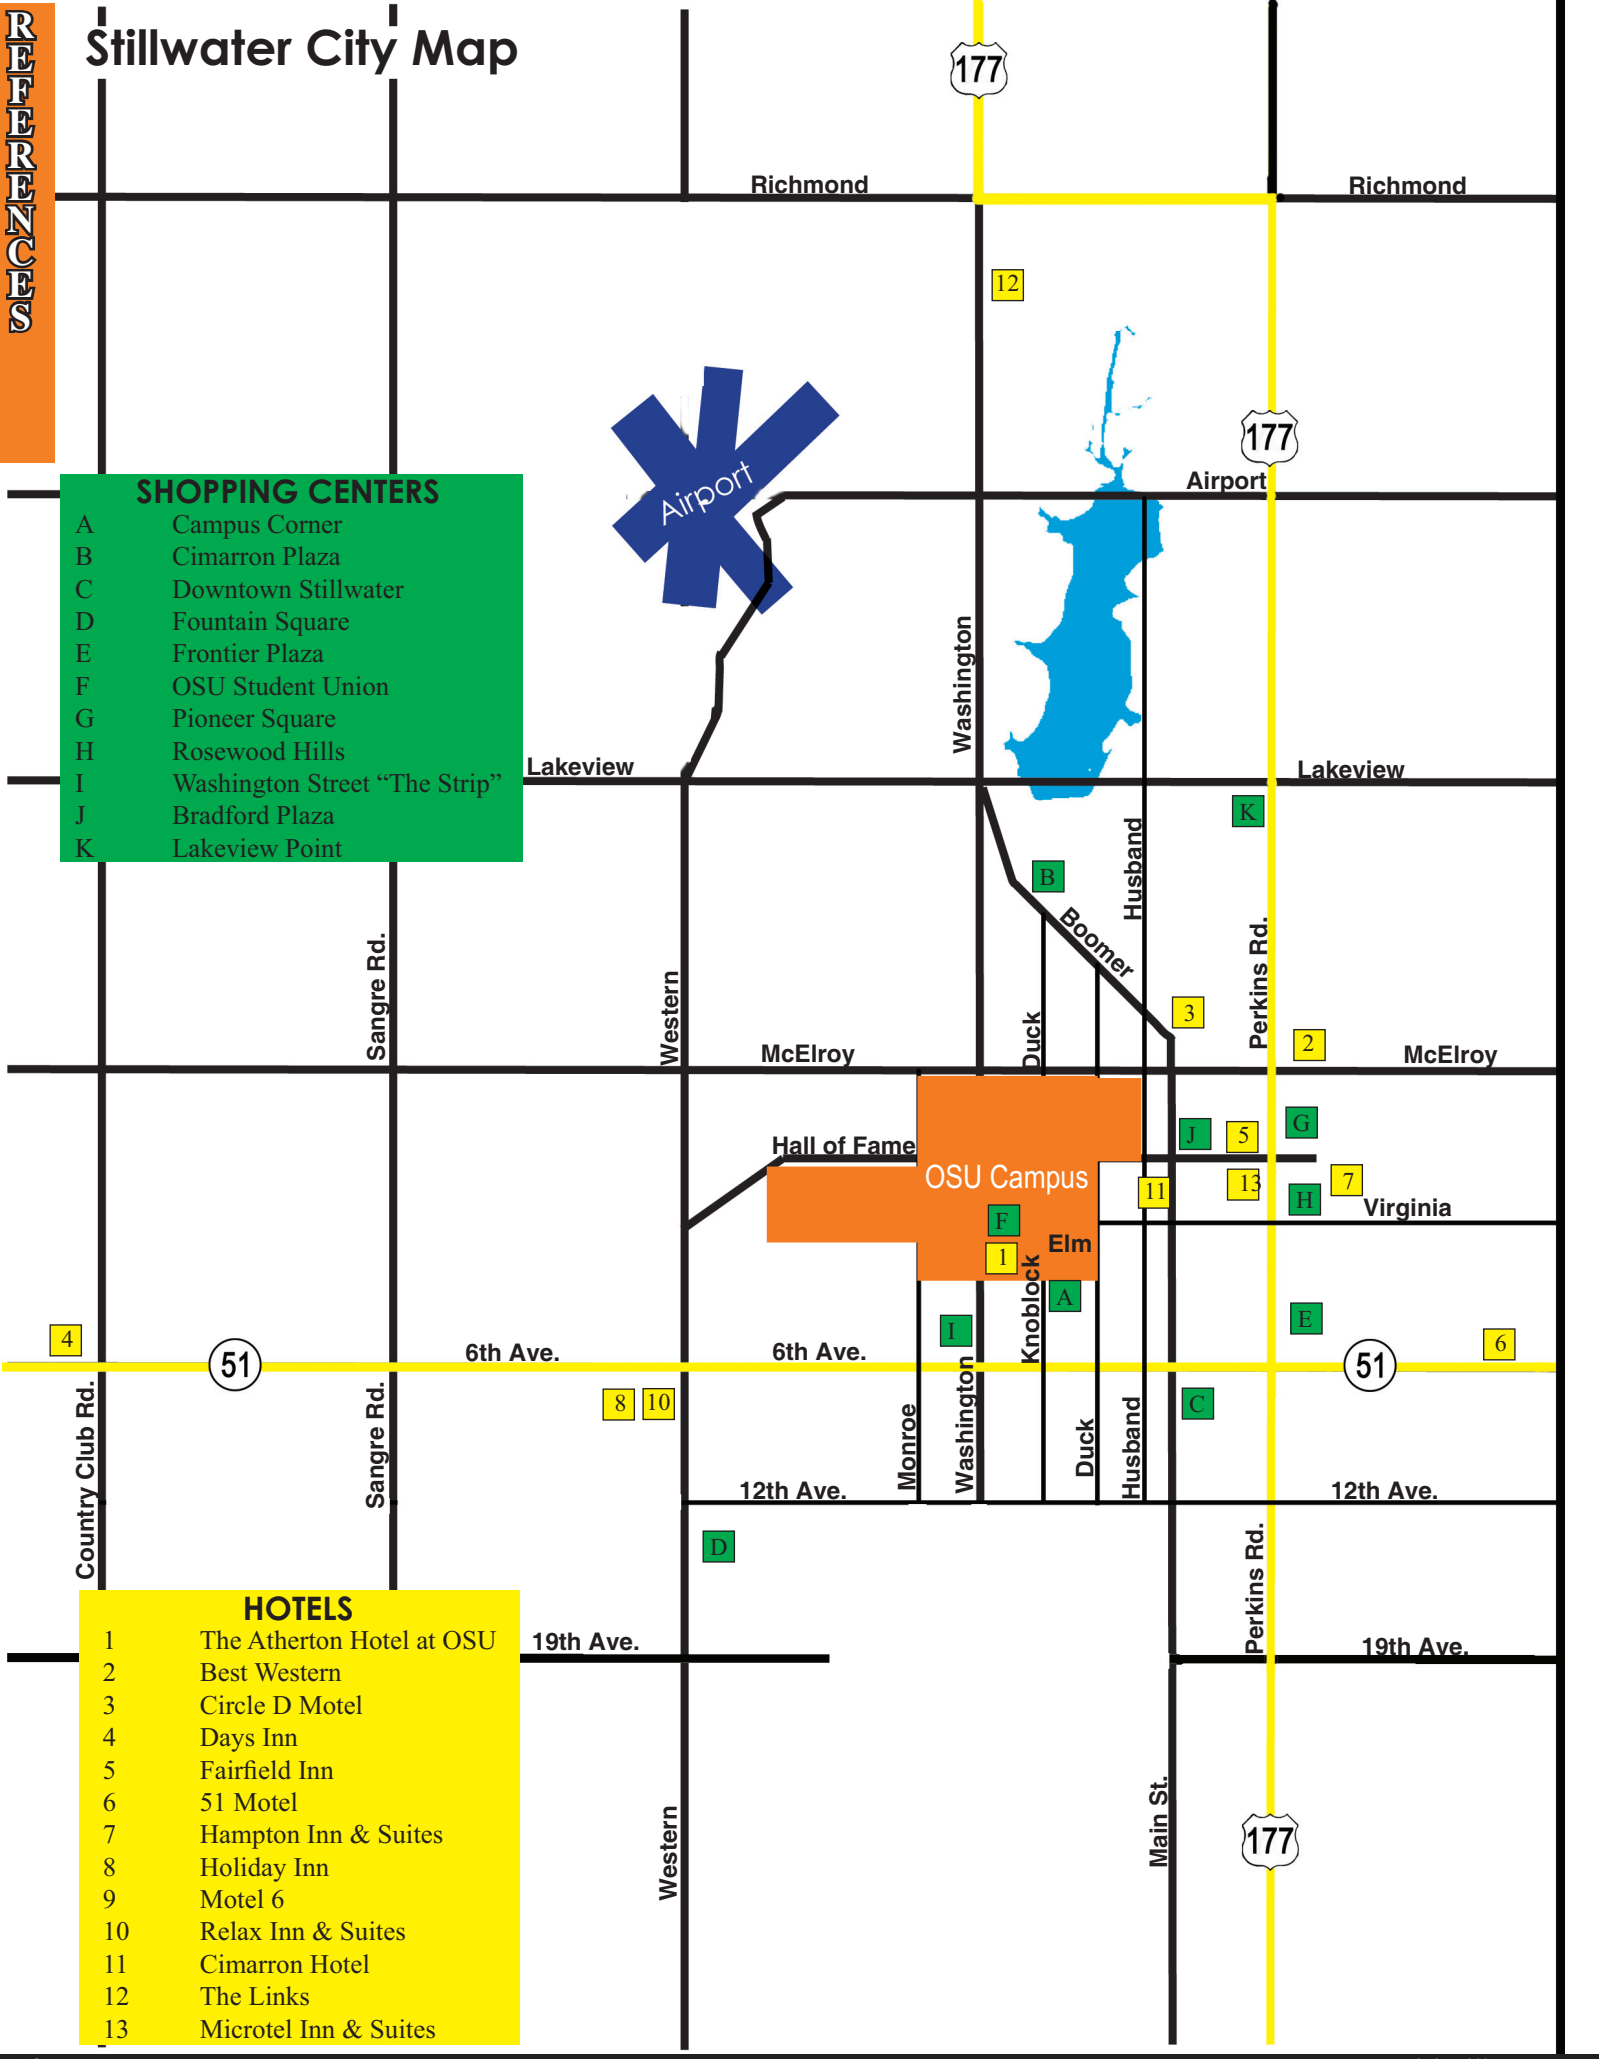 REFERENCES
Stillwater City Map
177
Richmond
Richmond
12
177
Airport
Airport
SHOPPING CENTERS
A Campus Corner
B Cimarron Plaza
C Downtown Stillwater
D Fountain Square
E Frontier Plaza
F OSU Student Union
G Pioneer Square
H Rosewood Hills
I Washington Street “The Strip”
J Bradford Plaza
K Lakeview Point
Washington
Lakeview
Lakeview
K
Husband
B
Boomer
Sangre Rd.
Western
Duck
Perkins Rd.
3
2
McElroy
McElroy
G
J
5
Hall of Fame
OSU Campus
11
13
7
H
Virginia
F
Elm
1
Knoblock
A
I
E
4
51
6th Ave.
6th Ave.
51
6
Country Club Rd.
Sangre Rd.
8
10
Monroe
Washington
Duck
Husband
C
12th Ave.
12th Ave.
D
Perkins Rd.
HOTELS
1 The Atherton Hotel at OSU
2 Best Western
3 Circle D Motel
4 Days Inn
5 Fairfield Inn
6 51 Motel
7 Hampton Inn & Suites
8 Holiday Inn
9 Motel 6
10 Relax Inn & Suites
11 Cimarron Hotel
12 The Links
13 Microtel Inn & Suites
19th Ave.
19th Ave.
Western
Main St.
177